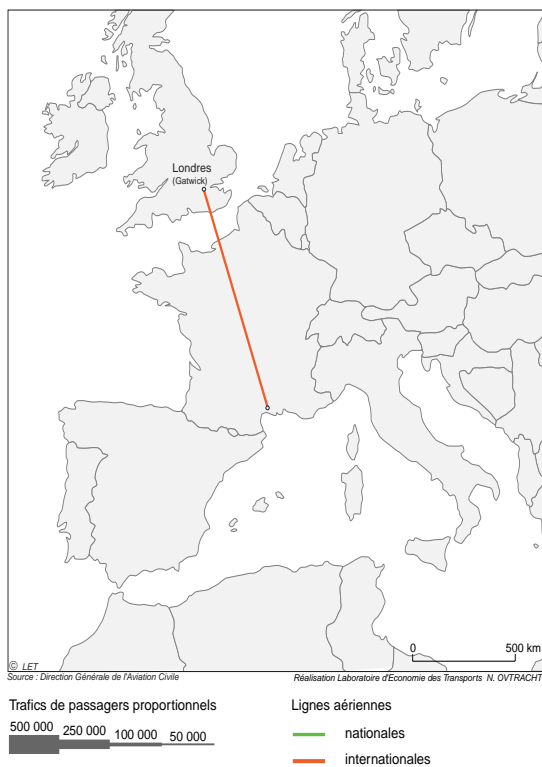 Londres
(Gatwick)
0 500 km
© LET
Source : Direction Générale de l'Aviation Civile Réalisation Laboratoire d'Economie des Transports N. OVTRACHT
Trafics de passagers proportionnels
500 000 250 000 100 000 50 000
Lignes aériennes
nationales
internationales